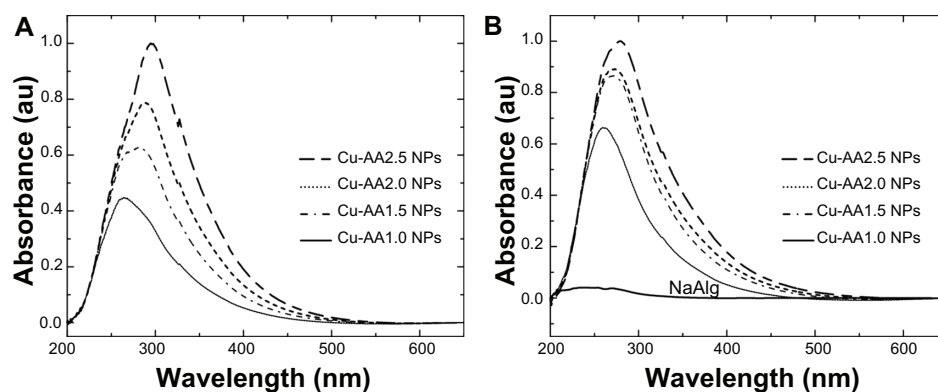 A
Absorbance (au)
1.0
0.8
0.6
0.4
0.2
0.0
200
300
400
500
600
Wavelength (nm)
Cu-AA2.5 NPs
Cu-AA2.0 NPs
Cu-AA1.5 NPs
Cu-AA1.0 NPs
B
Absorbance (au)
1.0
0.8
0.6
0.4
0.2
0.0
200
300
400
500
600
Wavelength (nm)
Cu-AA2.5 NPs
Cu-AA2.0 NPs
Cu-AA1.5 NPs
Cu-AA1.0 NPs
NaAlg